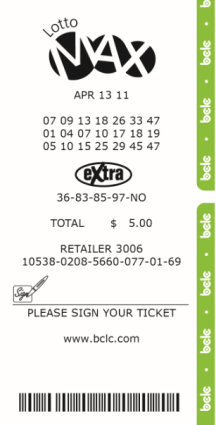 Lotto
MAX
APR 13 11
07 09 13 18 26 33 47
01 04 07 10 17 18 19
05 10 15 25 29 45 47
extra
36-83-85-97-NO
TOTAL $ 5.00
RETAILER 3006
10538-0208-5660-077-01-69
Sign
PLEASE SIGN YOUR TICKET
www.bclc.com
bclc
bclc
bclc
bclc
bclc
bclc
bclc
bclc